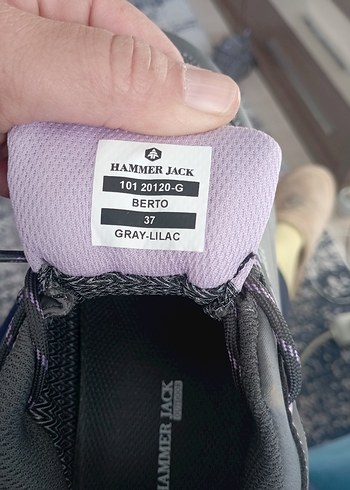 HAMMER JACK
101 20120-G
BERTO
37
GRAY-LILAC
HAMMER JACK